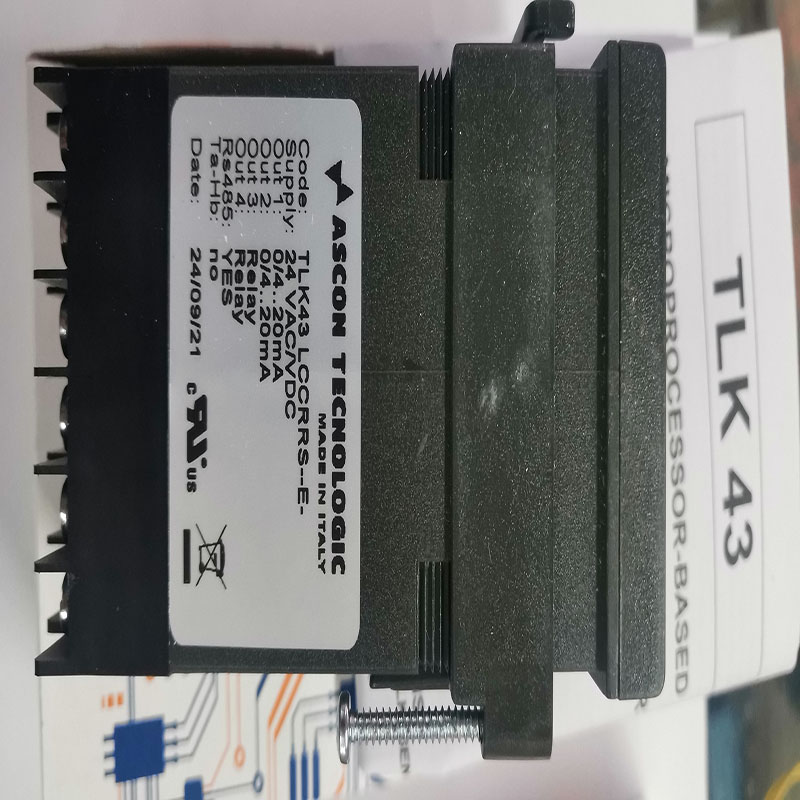 ASCON TECNOLOGIC
MADE IN ITALY
Code: TLK43 LCCRRS--E-
Supply: 24 VAC/VDC
Out 1: 0/4..20mA
Out 2: 0/4..20mA
Out 3: Relay
Out 4: Relay
Rs485: YES
Ta-Hb: no
Date: 24/09/21
c UL US
TLK 43
MICROPROCESSOR-BASED